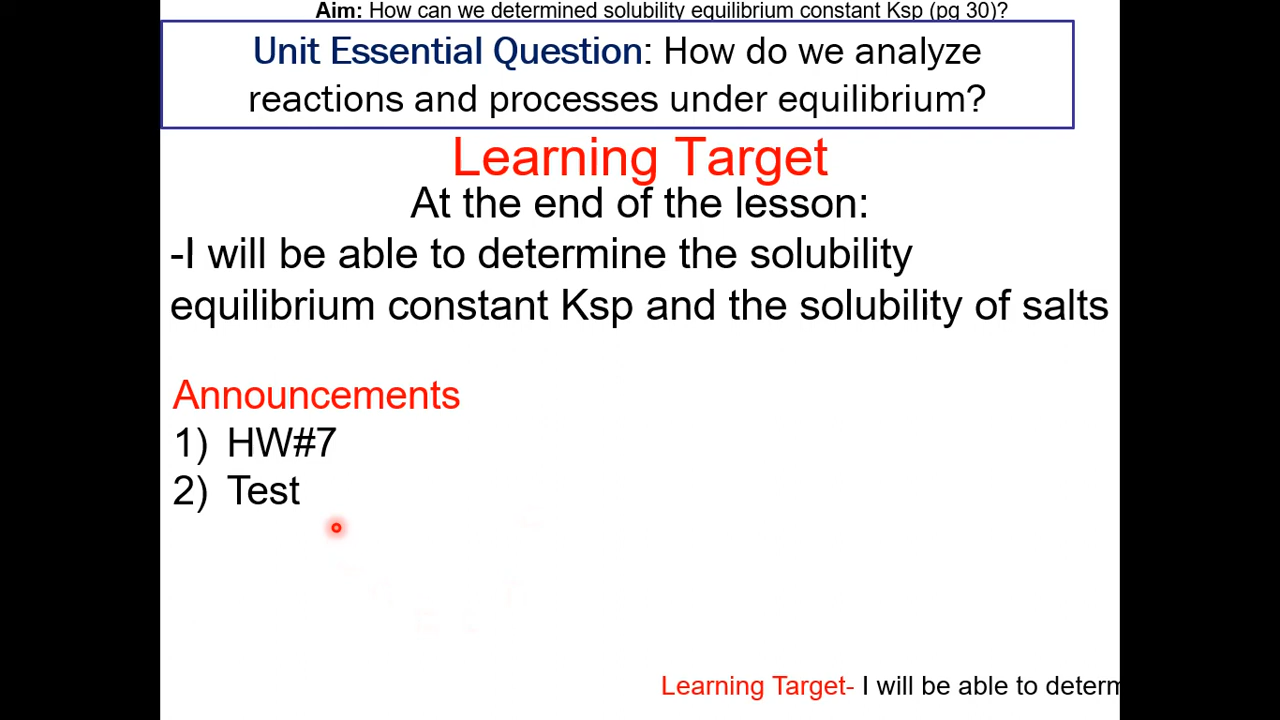 Aim: How can we determined solubility equilibrium constant Ksp (pg 30)?
Unit Essential Question: How do we analyze
reactions and processes under equilibrium?
Learning Target
At the end of the lesson:
-I will be able to determine the solubility
equilibrium constant Ksp and the solubility of salts
Announcements
1) HW#7
2) Test
Learning Target- I will be able to determ